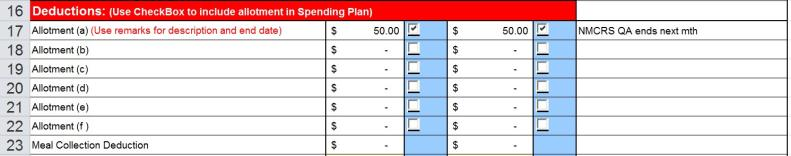 16 Deductions: (Use CheckBox to include allotment in Spending Plan)
17 Allotment (a) (Use remarks for description and end date) $ 50.00 $ 50.00 NMCRS QA ends next mth
18 Allotment (b) $ - $ -
19 Allotment (c) $ - $ -
20 Allotment (d) $ - $ -
21 Allotment (e) $ - $ -
22 Allotment (f ) $ - $ -
23 Meal Collection Deduction $ - $ -